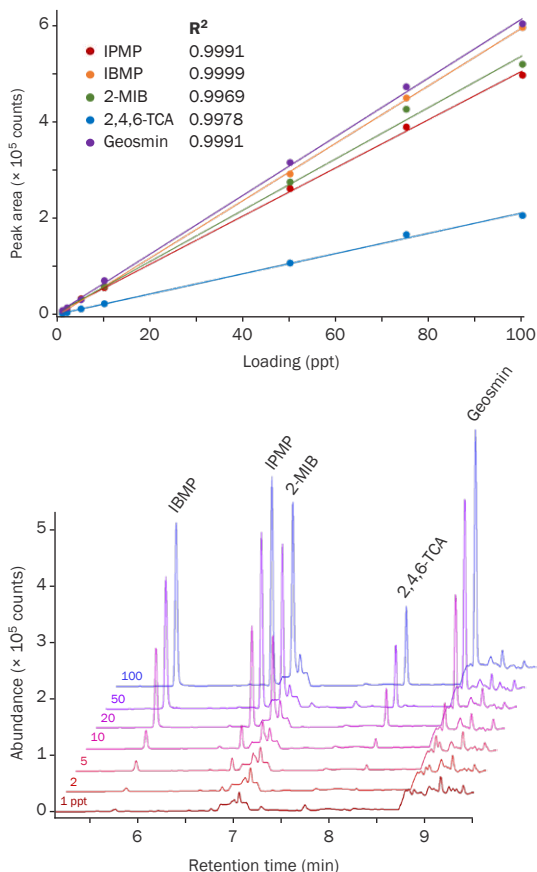 R²
IPMP 0.9991
IBMP 0.9999
2-MIB 0.9969
2,4,6-TCA 0.9978
Geosmin 0.9991
Peak area (× 10⁵ counts)
6
4
2
0
0 20 40 60 80 100
Loading (ppt)
Geosmin
IPMP
2-MIB
IBMP
2,4,6-TCA
Abundance (× 10⁵ counts)
5
4
3
2
1
0
100
50
20
10
5
2
1 ppt
6 7 8 9
Retention time (min)